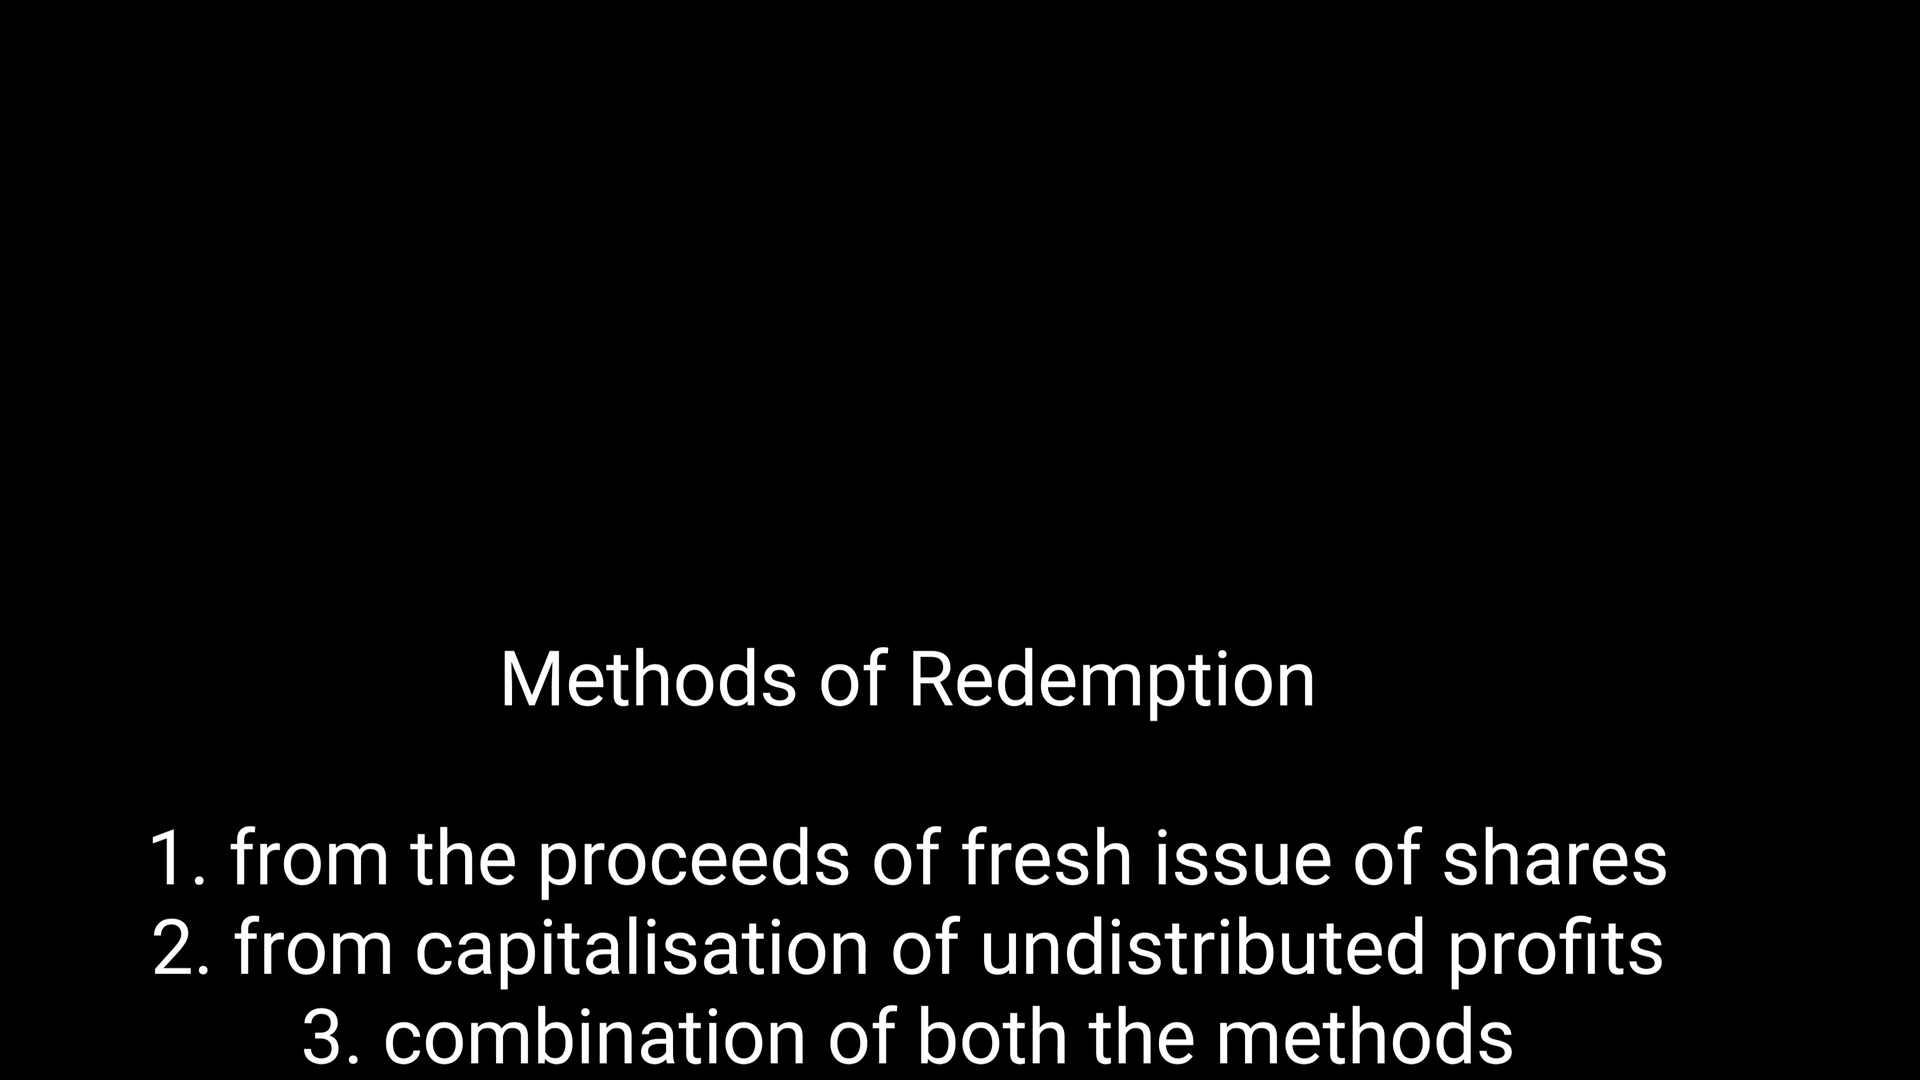 Methods of Redemption
1. from the proceeds of fresh issue of shares
2. from capitalisation of undistributed profits
3. combination of both the methods